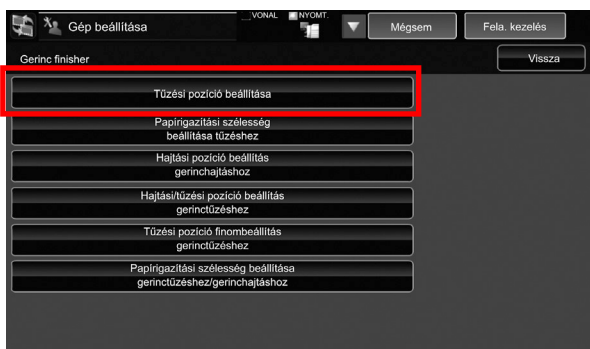 Gép beállítása
VONAL
NYOMT.
Mégsem
Fela. kezelés
Gerinc finisher
Vissza
Tűzési pozíció beállítása
Papírigazítási szélesség
beállítása tűzéshez
Hajtási pozíció beállítás
gerinchajtáshoz
Hajtási/tűzési pozíció beállítás
gerinctűzéshez
Tűzési pozíció finombeállítás
gerinctűzéshez
Papírigazítási szélesség beállítása
gerinctűzéshez/gerinchajtáshoz